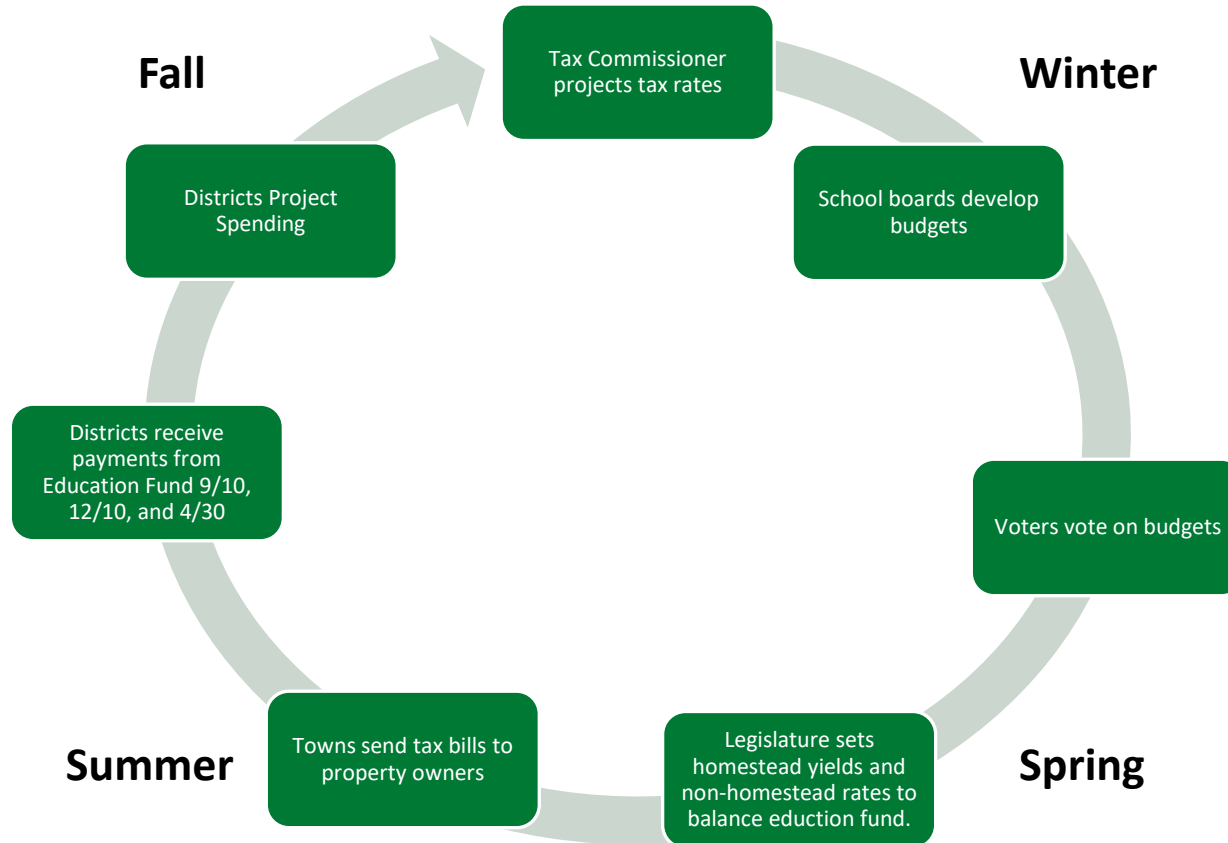 Fall
Winter
Tax Commissioner
projects tax rates
School boards develop
budgets
Voters vote on budgets
Spring
Legislature sets
homestead yields and
non-homestead rates to
balance eduction fund.
Towns send tax bills to
property owners
Summer
Districts receive
payments from
Education Fund 9/10,
12/10, and 4/30
Districts Project
Spending